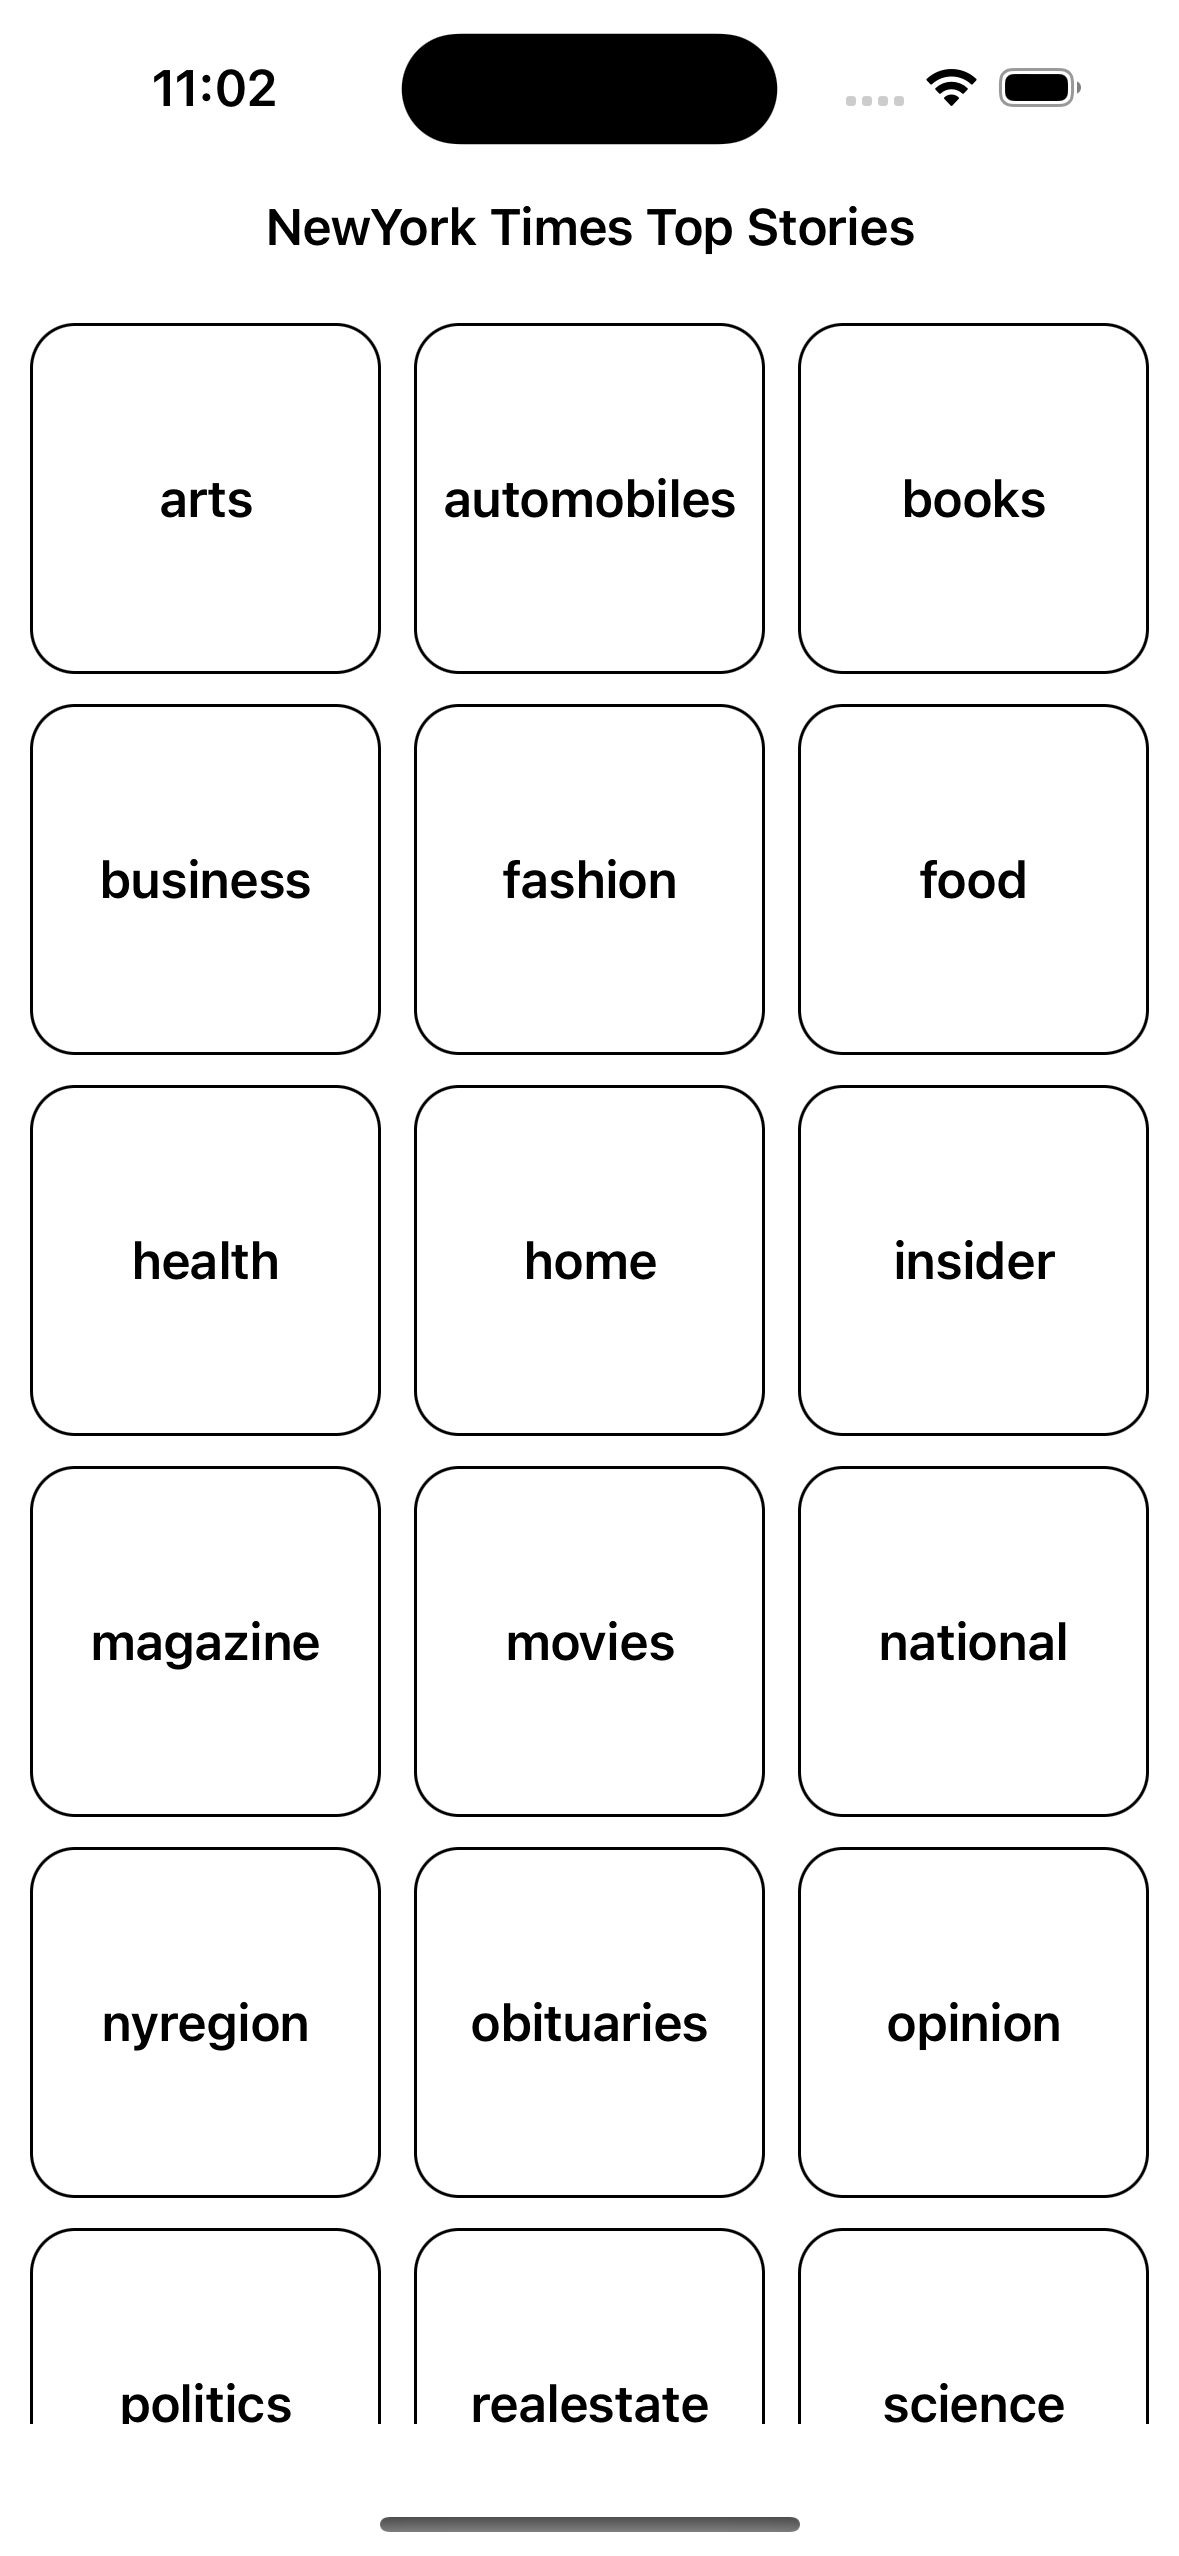 11:02
NewYork Times Top Stories
arts
automobiles
books
business
fashion
food
health
home
insider
magazine
movies
national
nyregion
obituaries
opinion
politics
realestate
science